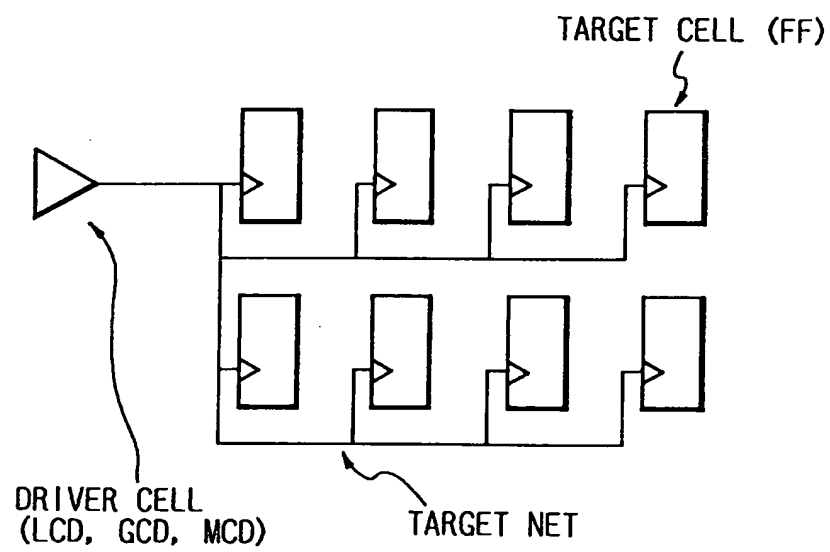 TARGET CELL (FF)
DRIVER CELL
(LCD, GCD, MCD)
TARGET NET